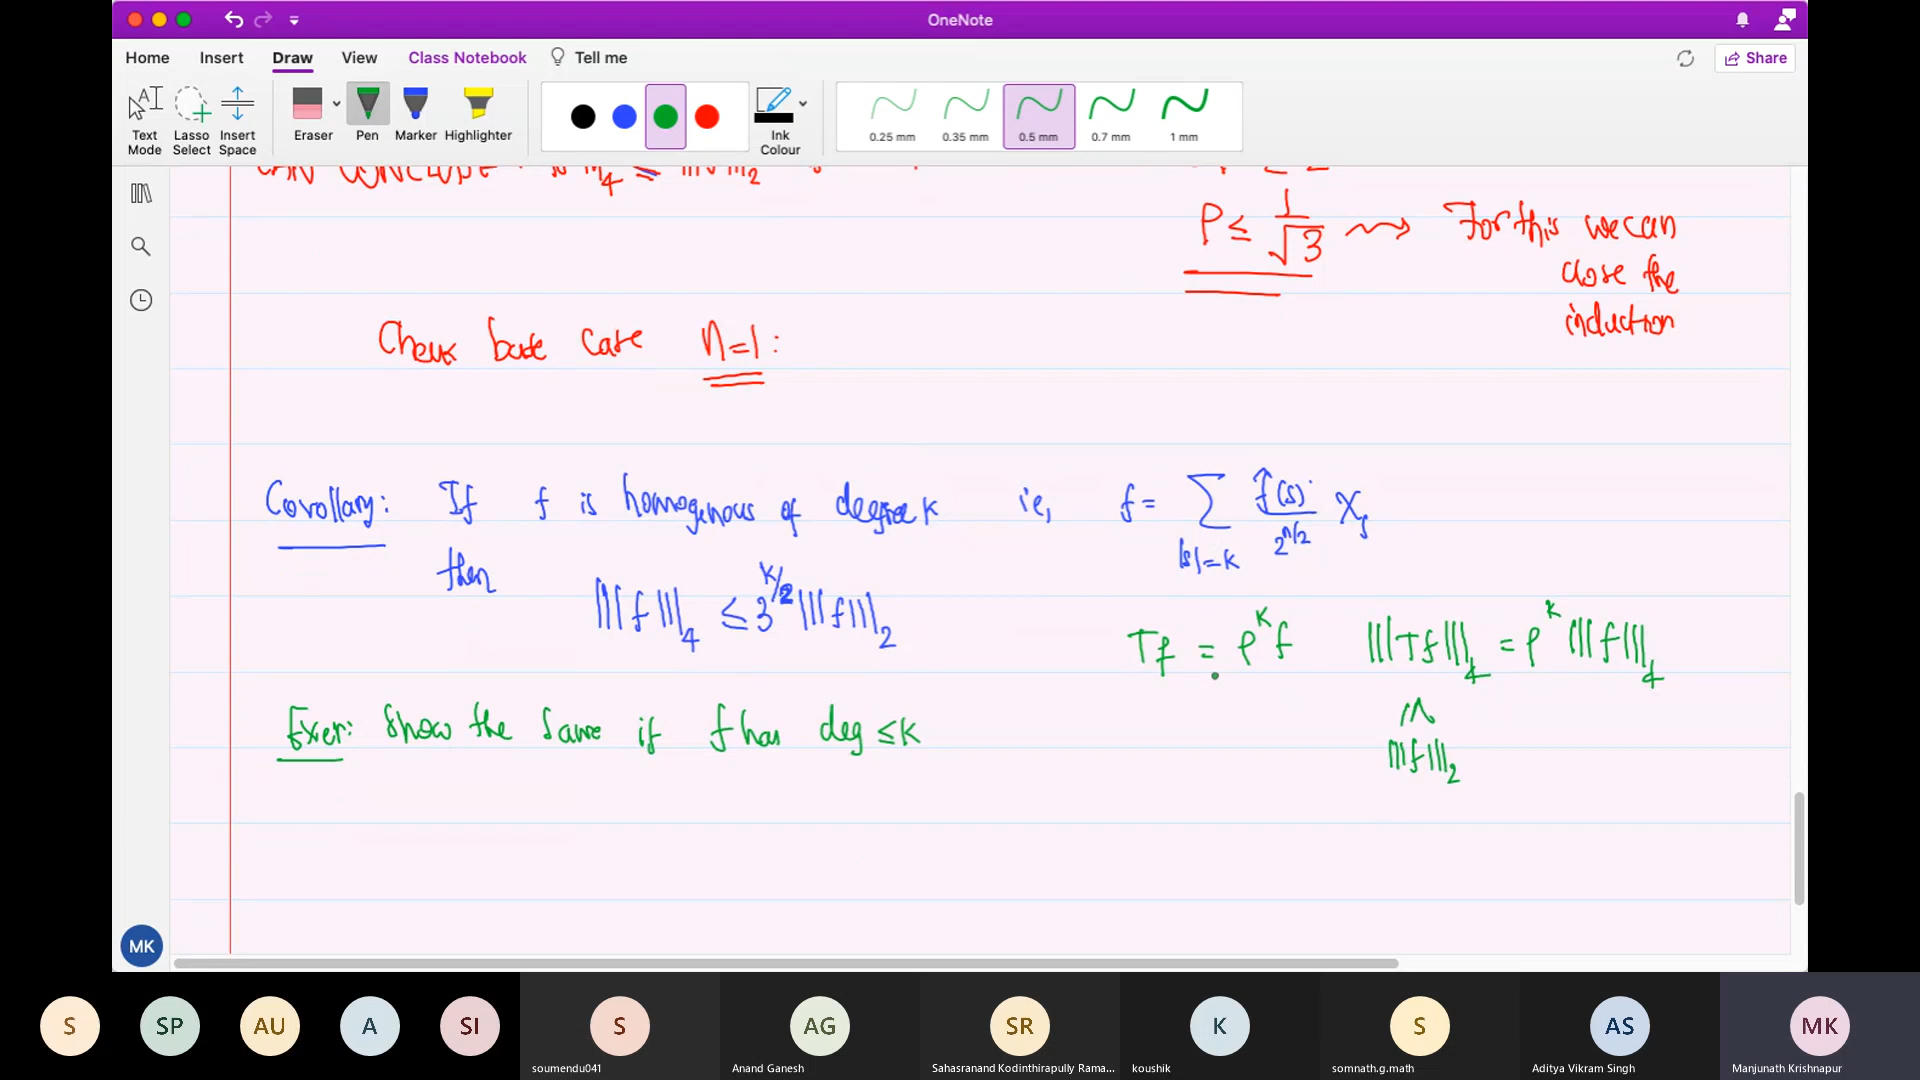 OneNote
Home Insert Draw View Class Notebook Tell me Share
Text Mode Lasso Select Insert Space Eraser Pen Marker Highlighter Ink Colour 0.25 mm 0.35 mm 0.5 mm 0.7 mm 1 mm
CAN CONCLUDE
ρ ≤ 1/√3 ⇝ For this we can
close the
induction
Check base case n=1:
Corollary: If f is homogenous of degree k ie, f = ∑_{|S|=k} f̂(S)/2^{n/2} χ_S
then
|||f|||_4 ≤ 3^{k/2} |||f|||_2
Tf = ρ^k f |||Tf|||_4 = ρ^k |||f|||_4
Exer: Show the same if f has deg ≤ k
|||f|||_2
MK
S SP AU A SI S AG SR K S AS MK
soumendu041 Anand Ganesh Sahasranand Kodinthirapully Rama... koushik somnath.g.math Aditya Vikram Singh Manjunath Krishnapur